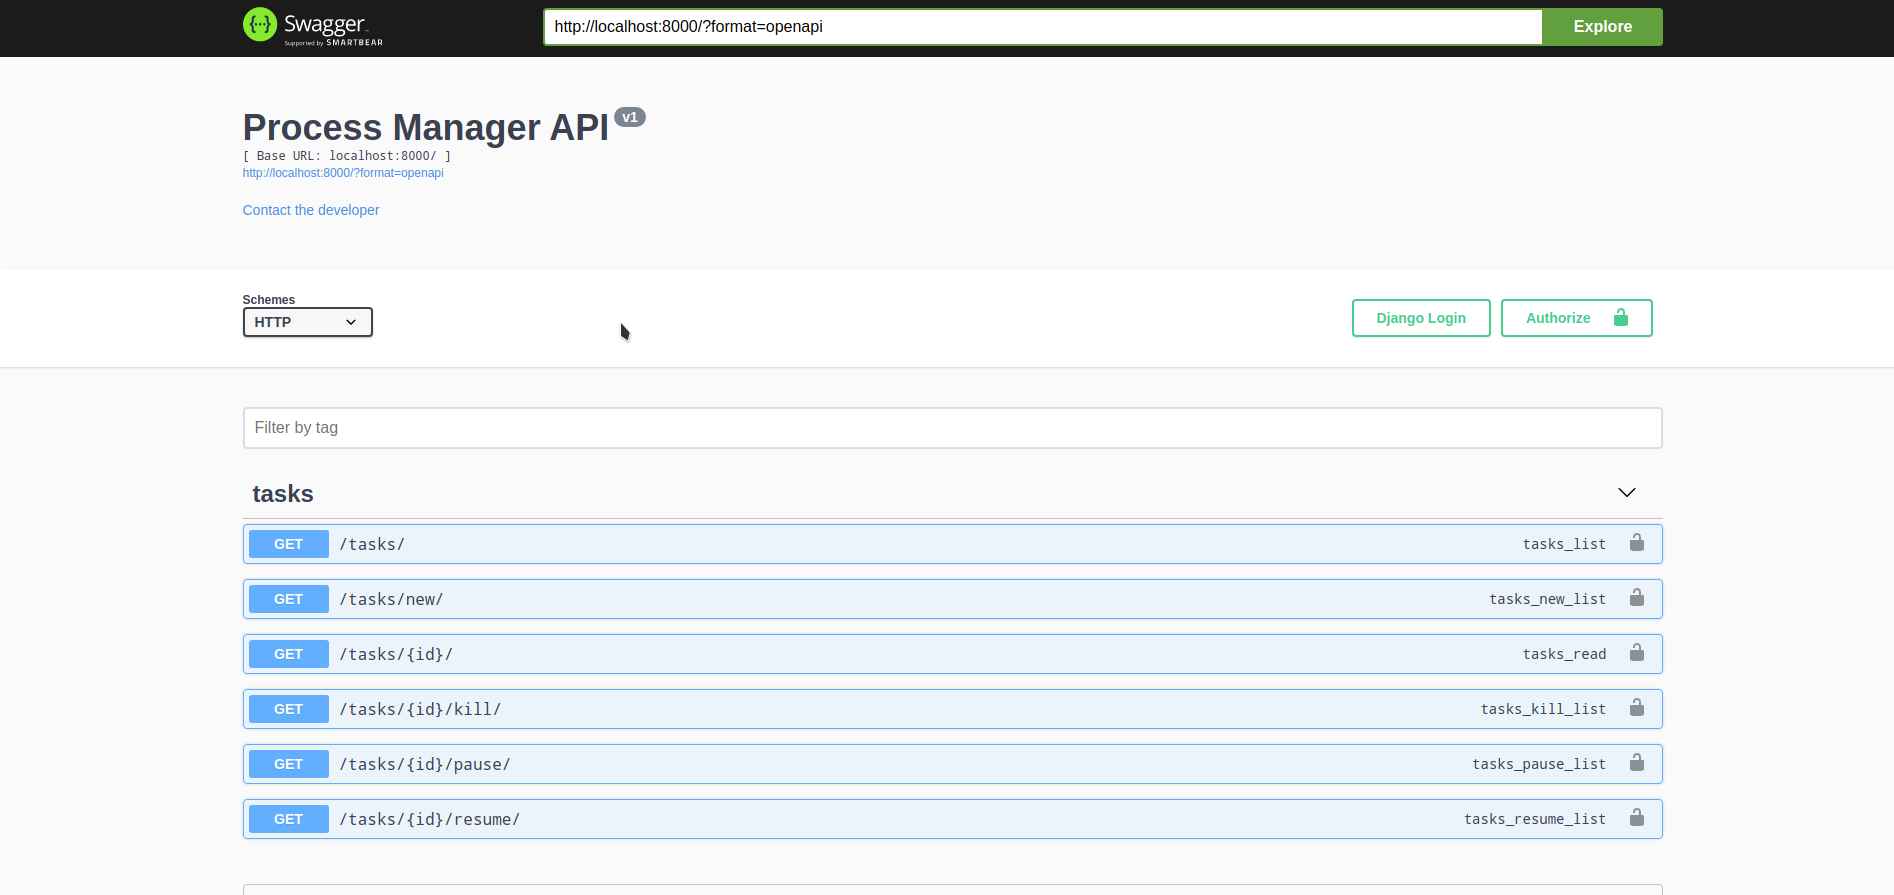 Swagger
Supported by SMARTBEAR
http://localhost:8000/?format=openapi
Explore
Process Manager API v1
[ Base URL: localhost:8000/ ]
http://localhost:8000/?format=openapi
Contact the developer
Schemes
HTTP
Django Login
Authorize
Filter by tag
tasks
GET /tasks/ tasks_list
GET /tasks/new/ tasks_new_list
GET /tasks/{id}/ tasks_read
GET /tasks/{id}/kill/ tasks_kill_list
GET /tasks/{id}/pause/ tasks_pause_list
GET /tasks/{id}/resume/ tasks_resume_list